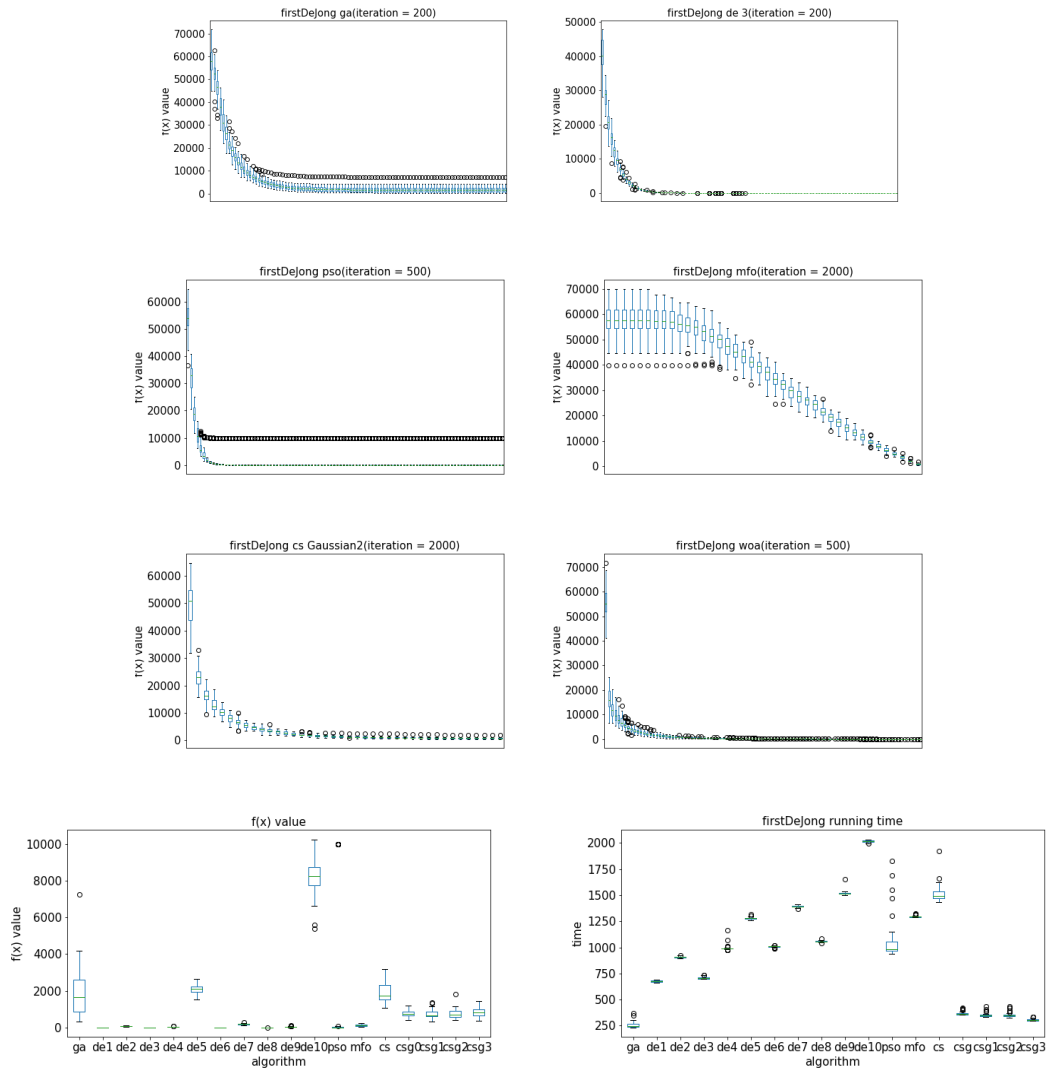 firstDeJong ga(iteration = 200)
f(x) value
70000
60000
50000
40000
30000
20000
10000
0
firstDeJong de 3(iteration = 200)
f(x) value
50000
40000
30000
20000
10000
0
firstDeJong pso(iteration = 500)
f(x) value
60000
50000
40000
30000
20000
10000
0
firstDeJong mfo(iteration = 2000)
f(x) value
70000
60000
50000
40000
30000
20000
10000
0
firstDeJong cs Gaussian2(iteration = 2000)
f(x) value
60000
50000
40000
30000
20000
10000
0
firstDeJong woa(iteration = 500)
f(x) value
70000
60000
50000
40000
30000
20000
10000
0
f(x) value
f(x) value
10000
8000
6000
4000
2000
0
ga de1 de2 de3 de4 de5 de6 de7 de8 de9 de10 pso mfo cs csg0 csg1 csg2 csg3
algorithm
firstDeJong running time
time
2000
1750
1500
1250
1000
750
500
250
ga de1 de2 de3 de4 de5 de6 de7 de8 de9 de10 pso mfo cs csg csg1 csg2 csg3
algorithm